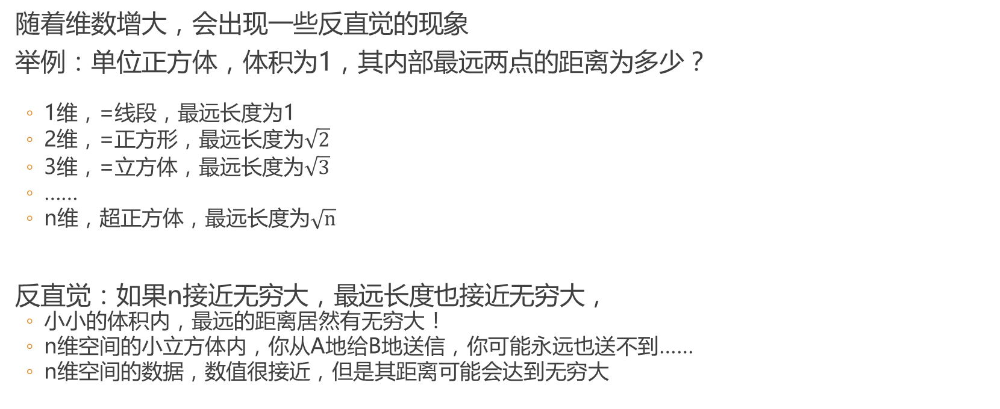 随着维数增大，会出现一些反直觉的现象
举例：单位正方体，体积为1，其内部最远两点的距离为多少？
◦ 1维，=线段，最远长度为1
◦ 2维，=正方形，最远长度为√2
◦ 3维，=立方体，最远长度为√3
◦ ……
◦ n维，超正方体，最远长度为√n
反直觉：如果n接近无穷大，最远长度也接近无穷大，
◦ 小小的体积内，最远的距离居然有无穷大！
◦ n维空间的小立方体内，你从A地给B地送信，你可能永远也送不到……
◦ n维空间的数据，数值很接近，但是其距离可能会达到无穷大